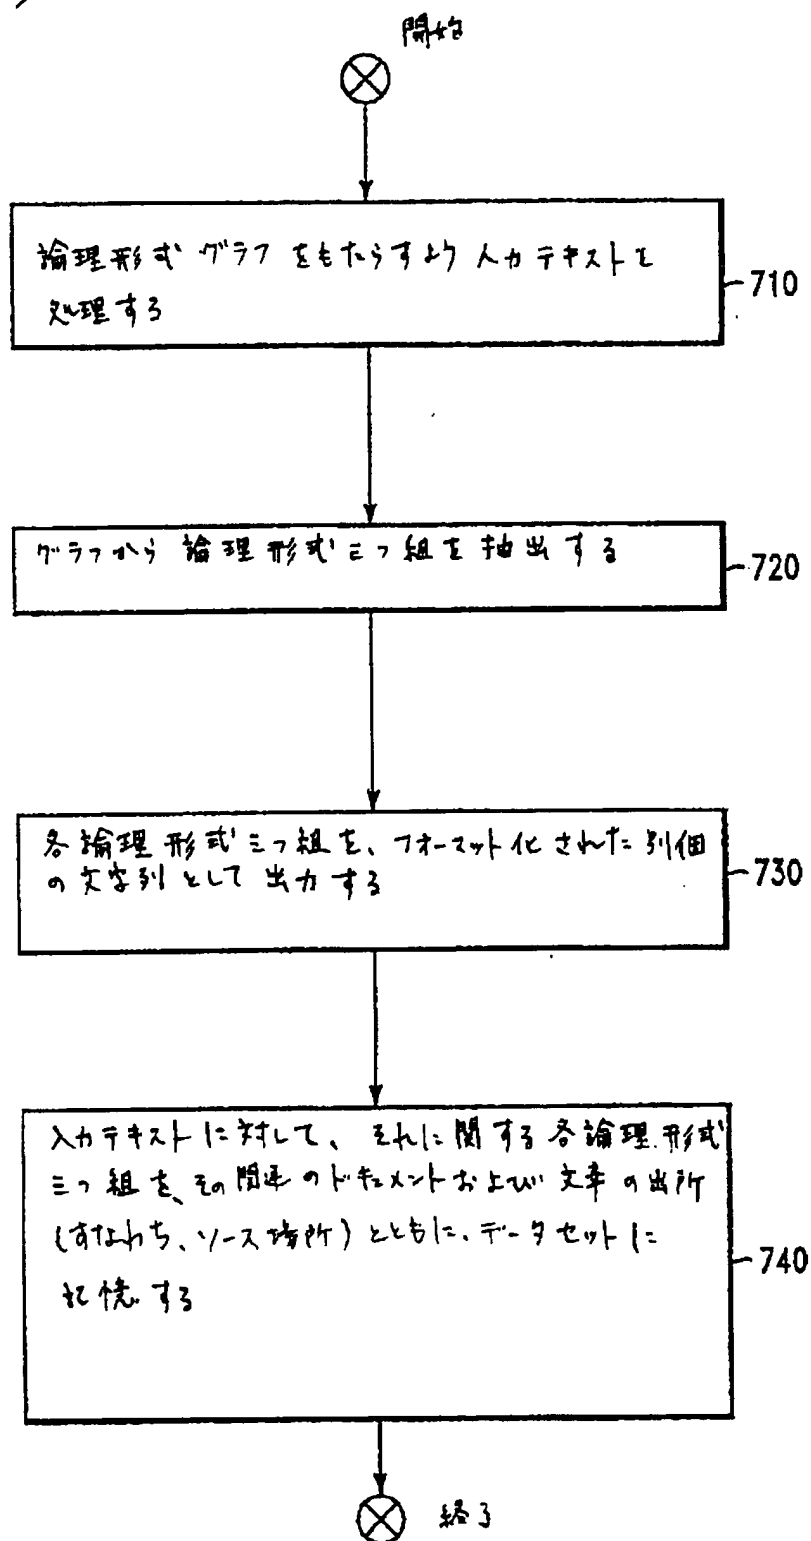 開始
論理形式グラフをもたらすよう入力テキストを
処理する
710
グラフから論理形式三つ組を抽出する
720
各論理形式三つ組を、フォーマット化された別個
の文字列として出力する
730
入力テキストに対して、それに関する各論理形式
三つ組を、その関連のドキュメントおよび文章の出所
(すなわち、ソース場所)とともに、データセットに
記憶する
740
終了